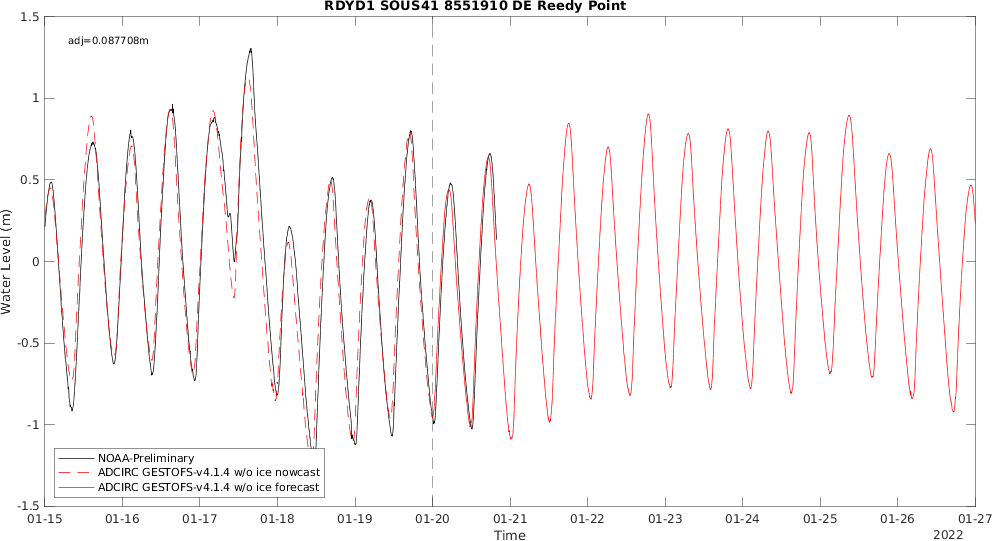 RDYD1 SOUS41 8551910 DE Reedy Point
adj=0.087708m
1.5
1
0.5
0
-0.5
-1
-1.5
Water Level (m)
NOAA-Preliminary
ADCIRC GESTOFS-v4.1.4 w/o ice nowcast
ADCIRC GESTOFS-v4.1.4 w/o ice forecast
01-15 01-16 01-17 01-18 01-19 01-20 01-21 01-22 01-23 01-24 01-25 01-26 01-27
Time
2022